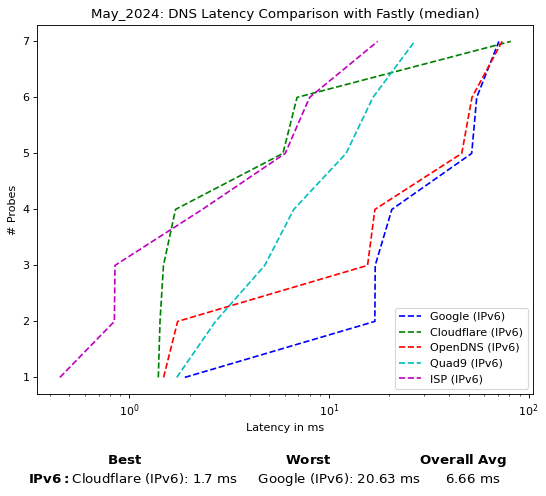 May_2024: DNS Latency Comparison with Fastly (median)
7
6
5
4
3
2
1
# Probes
Google (IPv6)
Cloudflare (IPv6)
OpenDNS (IPv6)
Quad9 (IPv6)
ISP (IPv6)
10⁰ 10¹ 10²
Latency in ms
Best Worst Overall Avg
IPv6: Cloudflare (IPv6): 1.7 ms Google (IPv6): 20.63 ms 6.66 ms